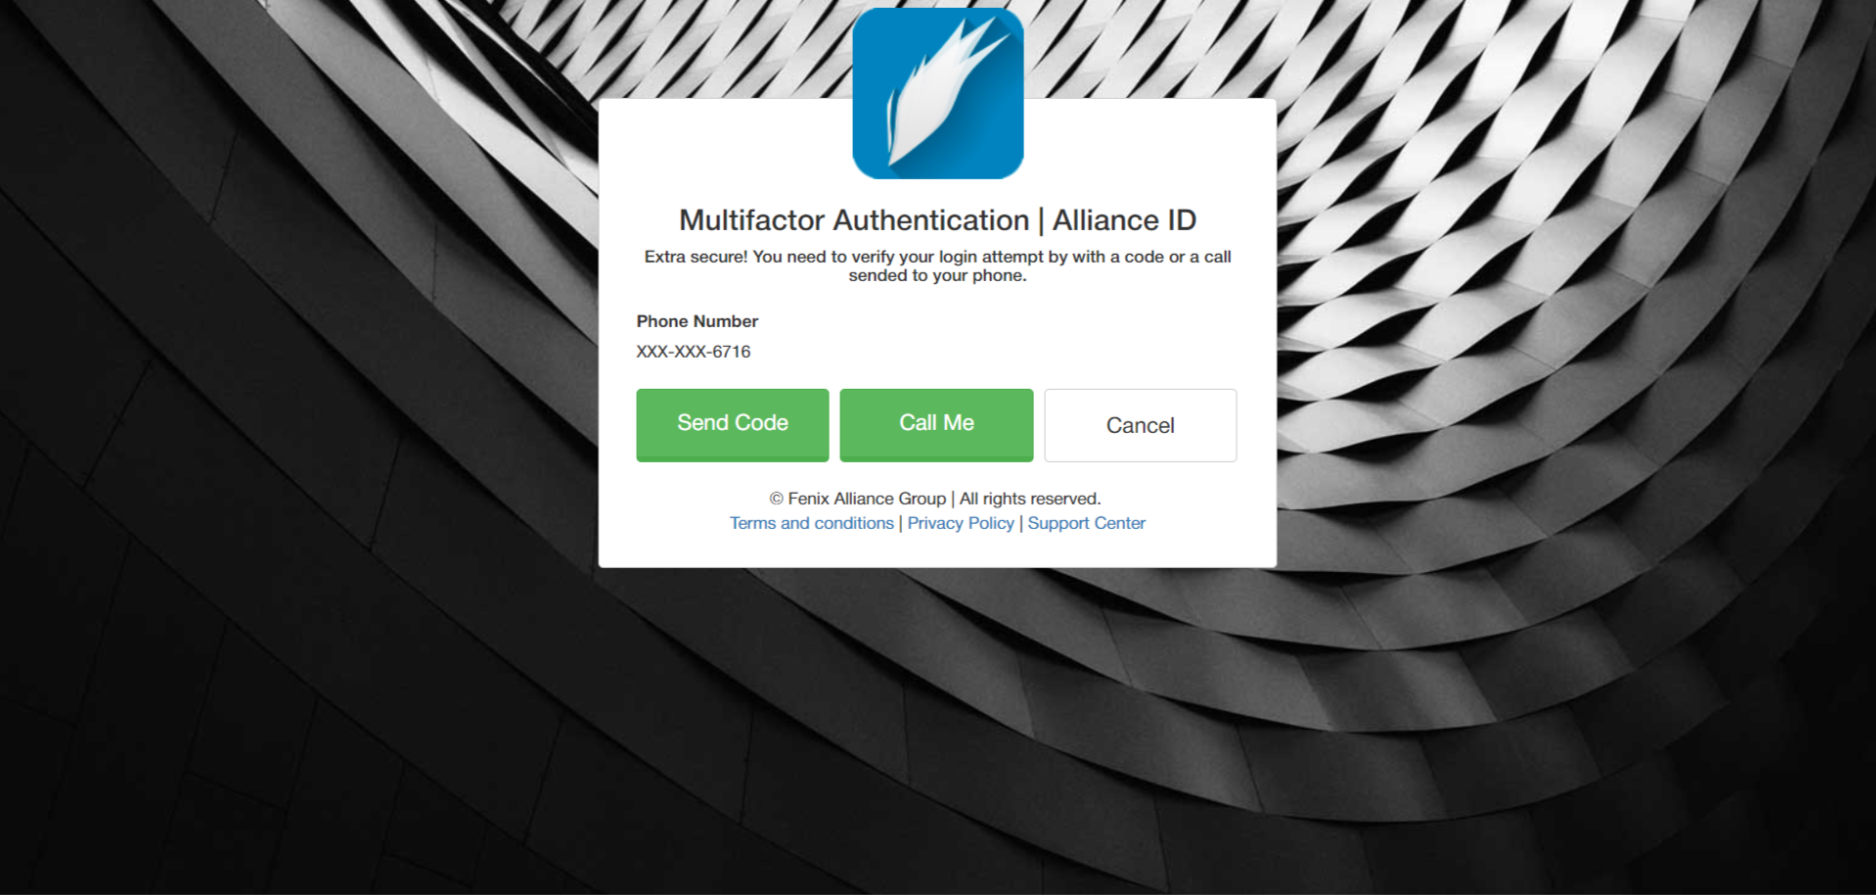 Multifactor Authentication | Alliance ID
Extra secure! You need to verify your login attempt by with a code or a call
sended to your phone.
Phone Number
XXX-XXX-6716
Send Code
Call Me
Cancel
© Fenix Alliance Group | All rights reserved.
Terms and conditions | Privacy Policy | Support Center